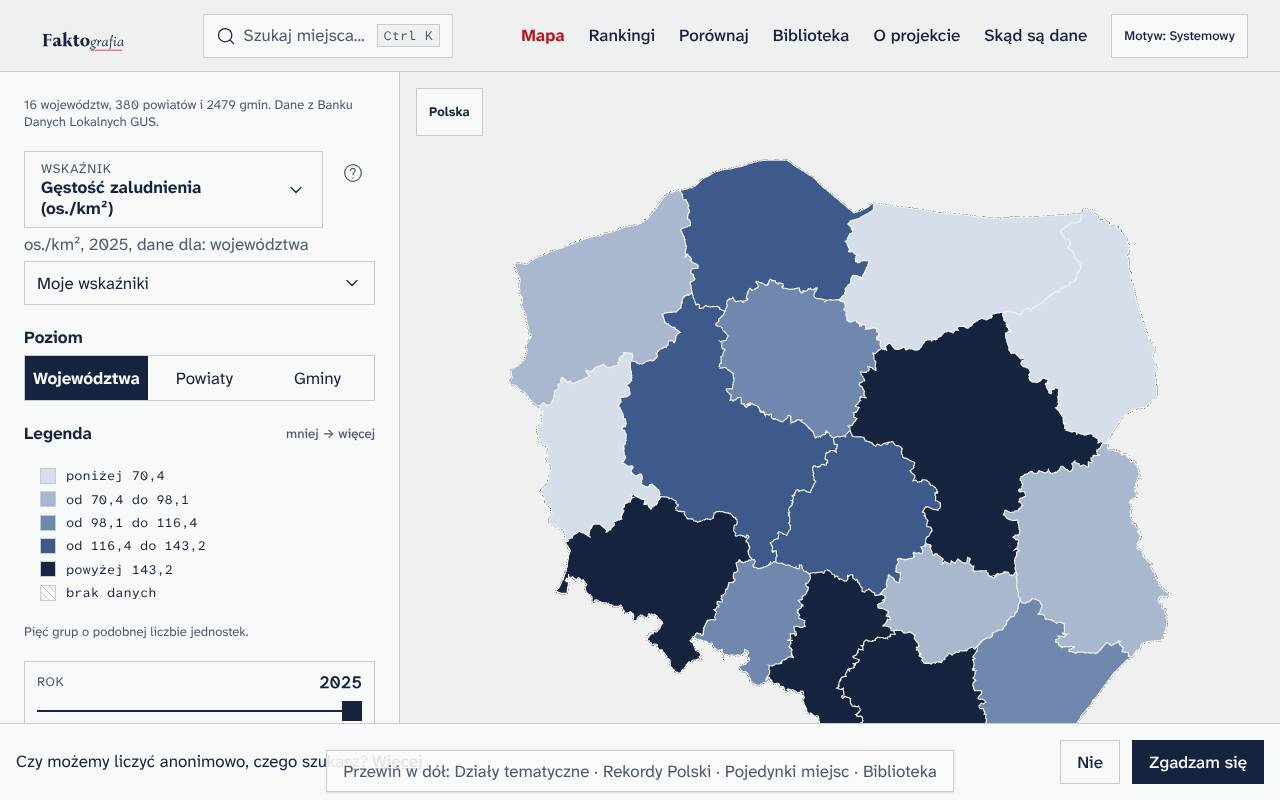 Faktografia
Szukaj miejsca... Ctrl K
Mapa Rankingi Porównaj Biblioteka O projekcie Skąd są dane
Motyw: Systemowy
16 województw, 380 powiatów i 2479 gmin. Dane z Banku
Danych Lokalnych GUS.
Polska
WSKAŹNIK
Gęstość zaludnienia
(os./km²)
os./km², 2025, dane dla: województwa
Moje wskaźniki
Poziom
Województwa Powiaty Gminy
Legenda mniej → więcej
poniżej 70,4
od 70,4 do 98,1
od 98,1 do 116,4
od 116,4 do 143,2
powyżej 143,2
brak danych
Pięć grup o podobnej liczbie jednostek.
ROK 2025
Czy możemy liczyć anonimowo, czego szukasz? Więcej
Przewiń w dół: Działy tematyczne · Rekordy Polski · Pojedynki miejsc · Biblioteka
Nie Zgadzam się